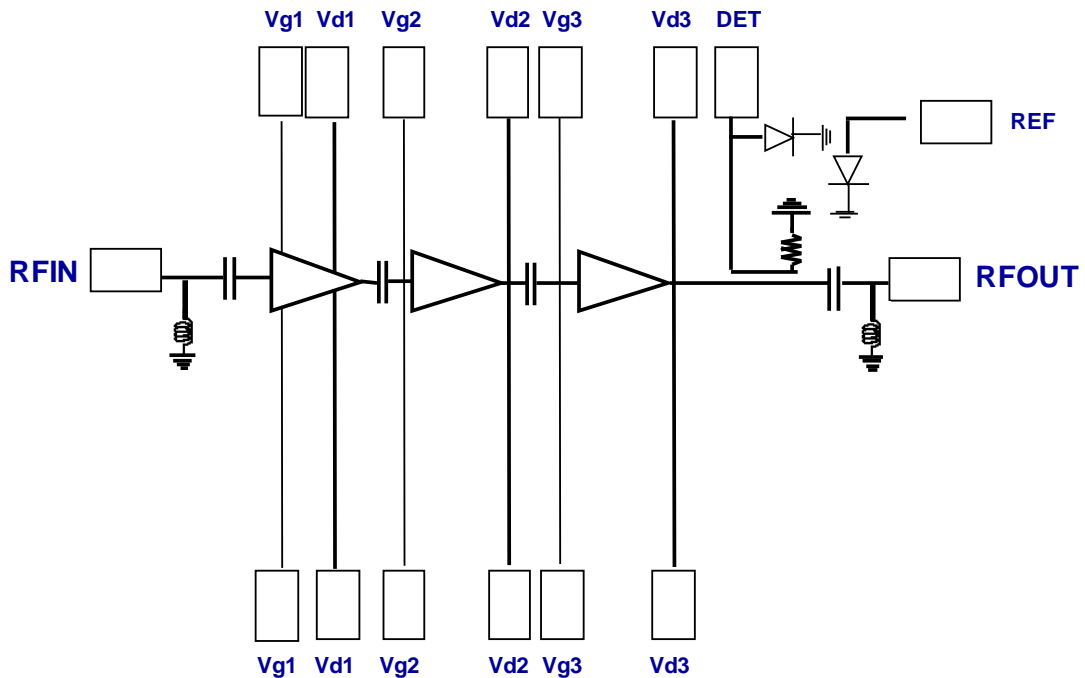 Vg1 Vd1 Vg2 Vd2 Vg3 Vd3 DET
REF
RFIN
RFOUT
Vg1 Vd1 Vg2 Vd2 Vg3 Vd3